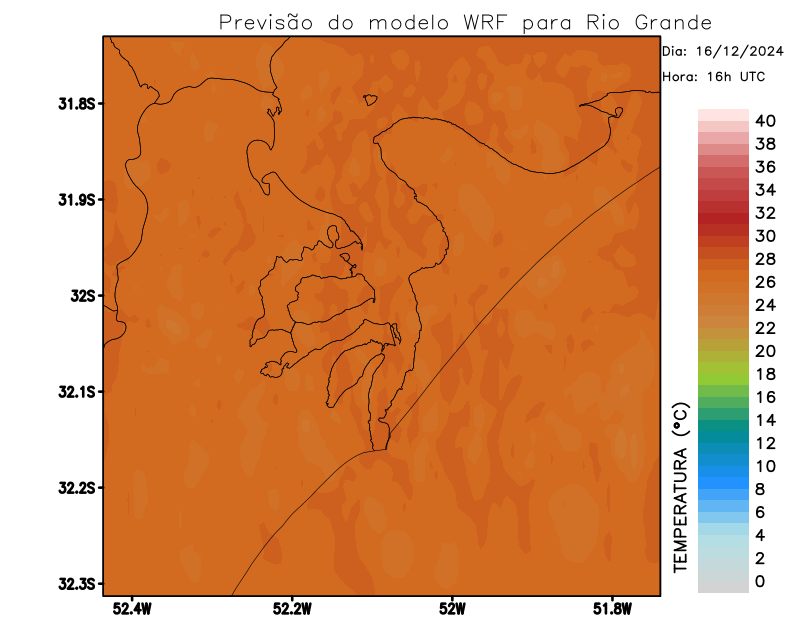 Previsão do modelo WRF para Rio Grande
Dia: 16/12/2024
Hora: 16h UTC
31.8S
31.9S
32S
32.1S
32.2S
32.3S
52.4W
52.2W
52W
51.8W
TEMPERATURA (°C)
40
38
36
34
32
30
28
26
24
22
20
18
16
14
12
10
8
6
4
2
0